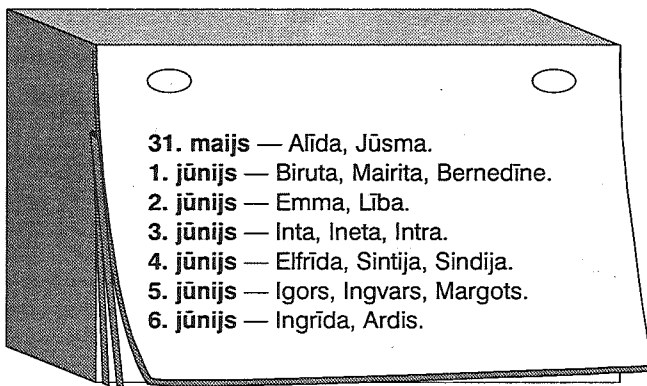 31. maijs — Alīda, Jūsma.
1. jūnijs — Biruta, Mairita, Bernedīne.
2. jūnijs — Emma, Lība.
3. jūnijs — Inta, Ineta, Intra.
4. jūnijs — Elfrīda, Sintija, Sindija.
5. jūnijs — Igors, Ingvars, Margots.
6. jūnijs — Ingrīda, Ardis.